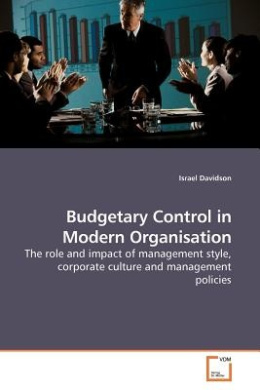 Israel Davidson
Budgetary Control in
Modern Organisation
The role and impact of management style,
corporate culture and management
policies
VDM